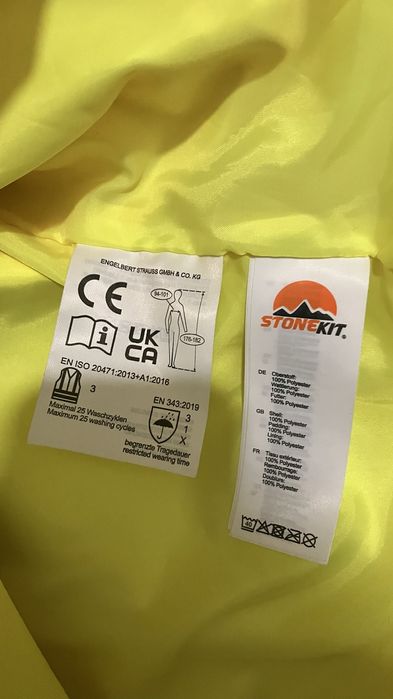 ENGELBERT STRAUSS GMBH & CO. KG
CE
94-101
176-182
UK
CA
EN ISO 20471:2013+A1:2016
3
Maximal 25 Waschzyklen
Maximum 25 washing cycles
EN 343:2019
3
1
X
begrenzte Tragedauer
restricted wearing time
STONEKIT®
DE Oberstoff:
100% Polyester
Wattierung:
100% Polyester
Futter:
100% Polyester
GB Shell:
100% Polyester
Padding:
100% Polyester
Lining:
100% Polyester
FR Tissu extérieur:
100% Polyester
Rembourrage:
100% Polyester
Doublure:
100% Polyester
40